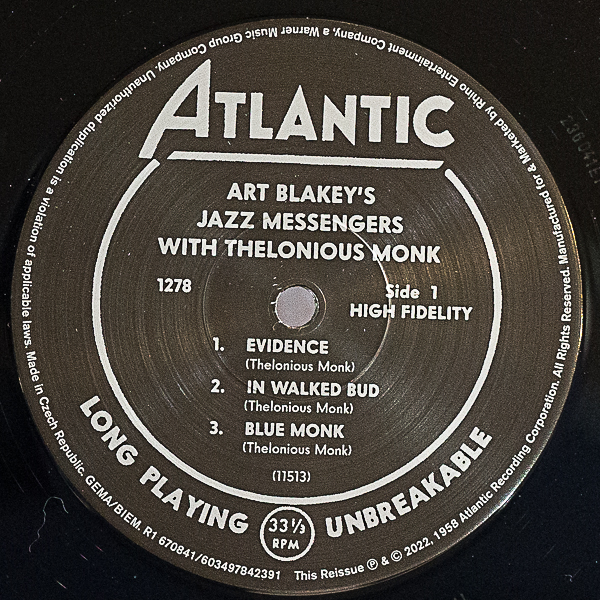 ATLANTIC
ART BLAKEY'S
JAZZ MESSENGERS
WITH THELONIOUS MONK
1278
Side 1
HIGH FIDELITY
1. EVIDENCE
(Thelonious Monk)
2. IN WALKED BUD
(Thelonious Monk)
3. BLUE MONK
(Thelonious Monk)
(11513)
LONG PLAYING
33 1/3
RPM
UNBREAKABLE
This Reissue ℗ & © 2022, 1958 Atlantic Recording Corporation. All Rights Reserved. Manufactured for & Marketed by Rhino Entertainment Company, a Warner Music Group Company. Unauthorized duplication is a violation of applicable laws. Made in Czech Republic. GEMA/BIEM. R1 670841/603497842391